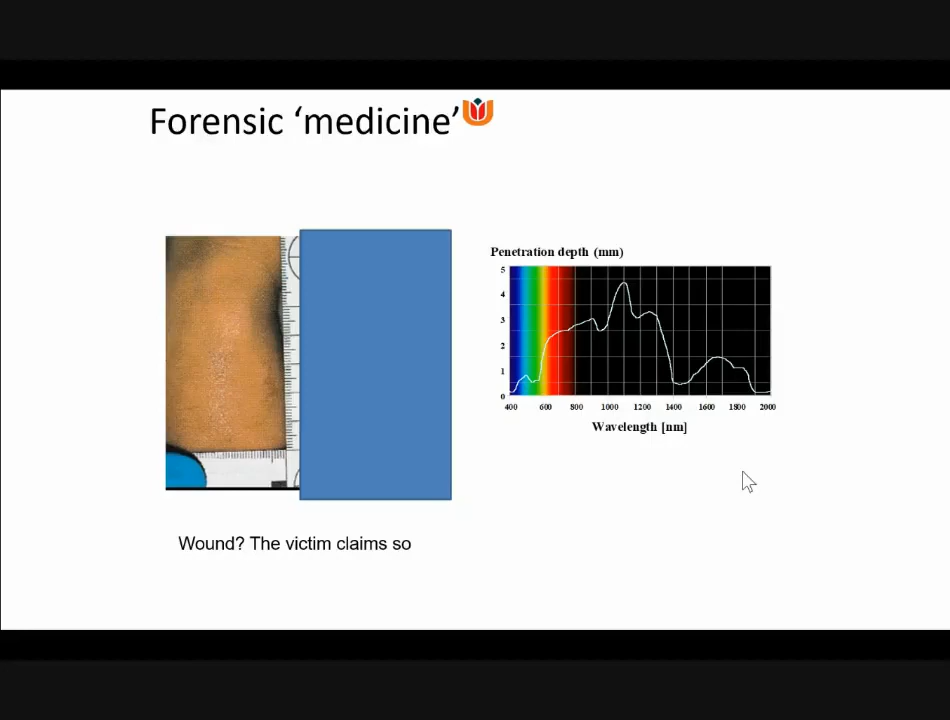 Forensic ‘medicine’
Penetration depth (mm)
5
4
3
2
1
0
400 600 800 1000 1200 1400 1600 1800 2000
Wavelength [nm]
Wound? The victim claims so